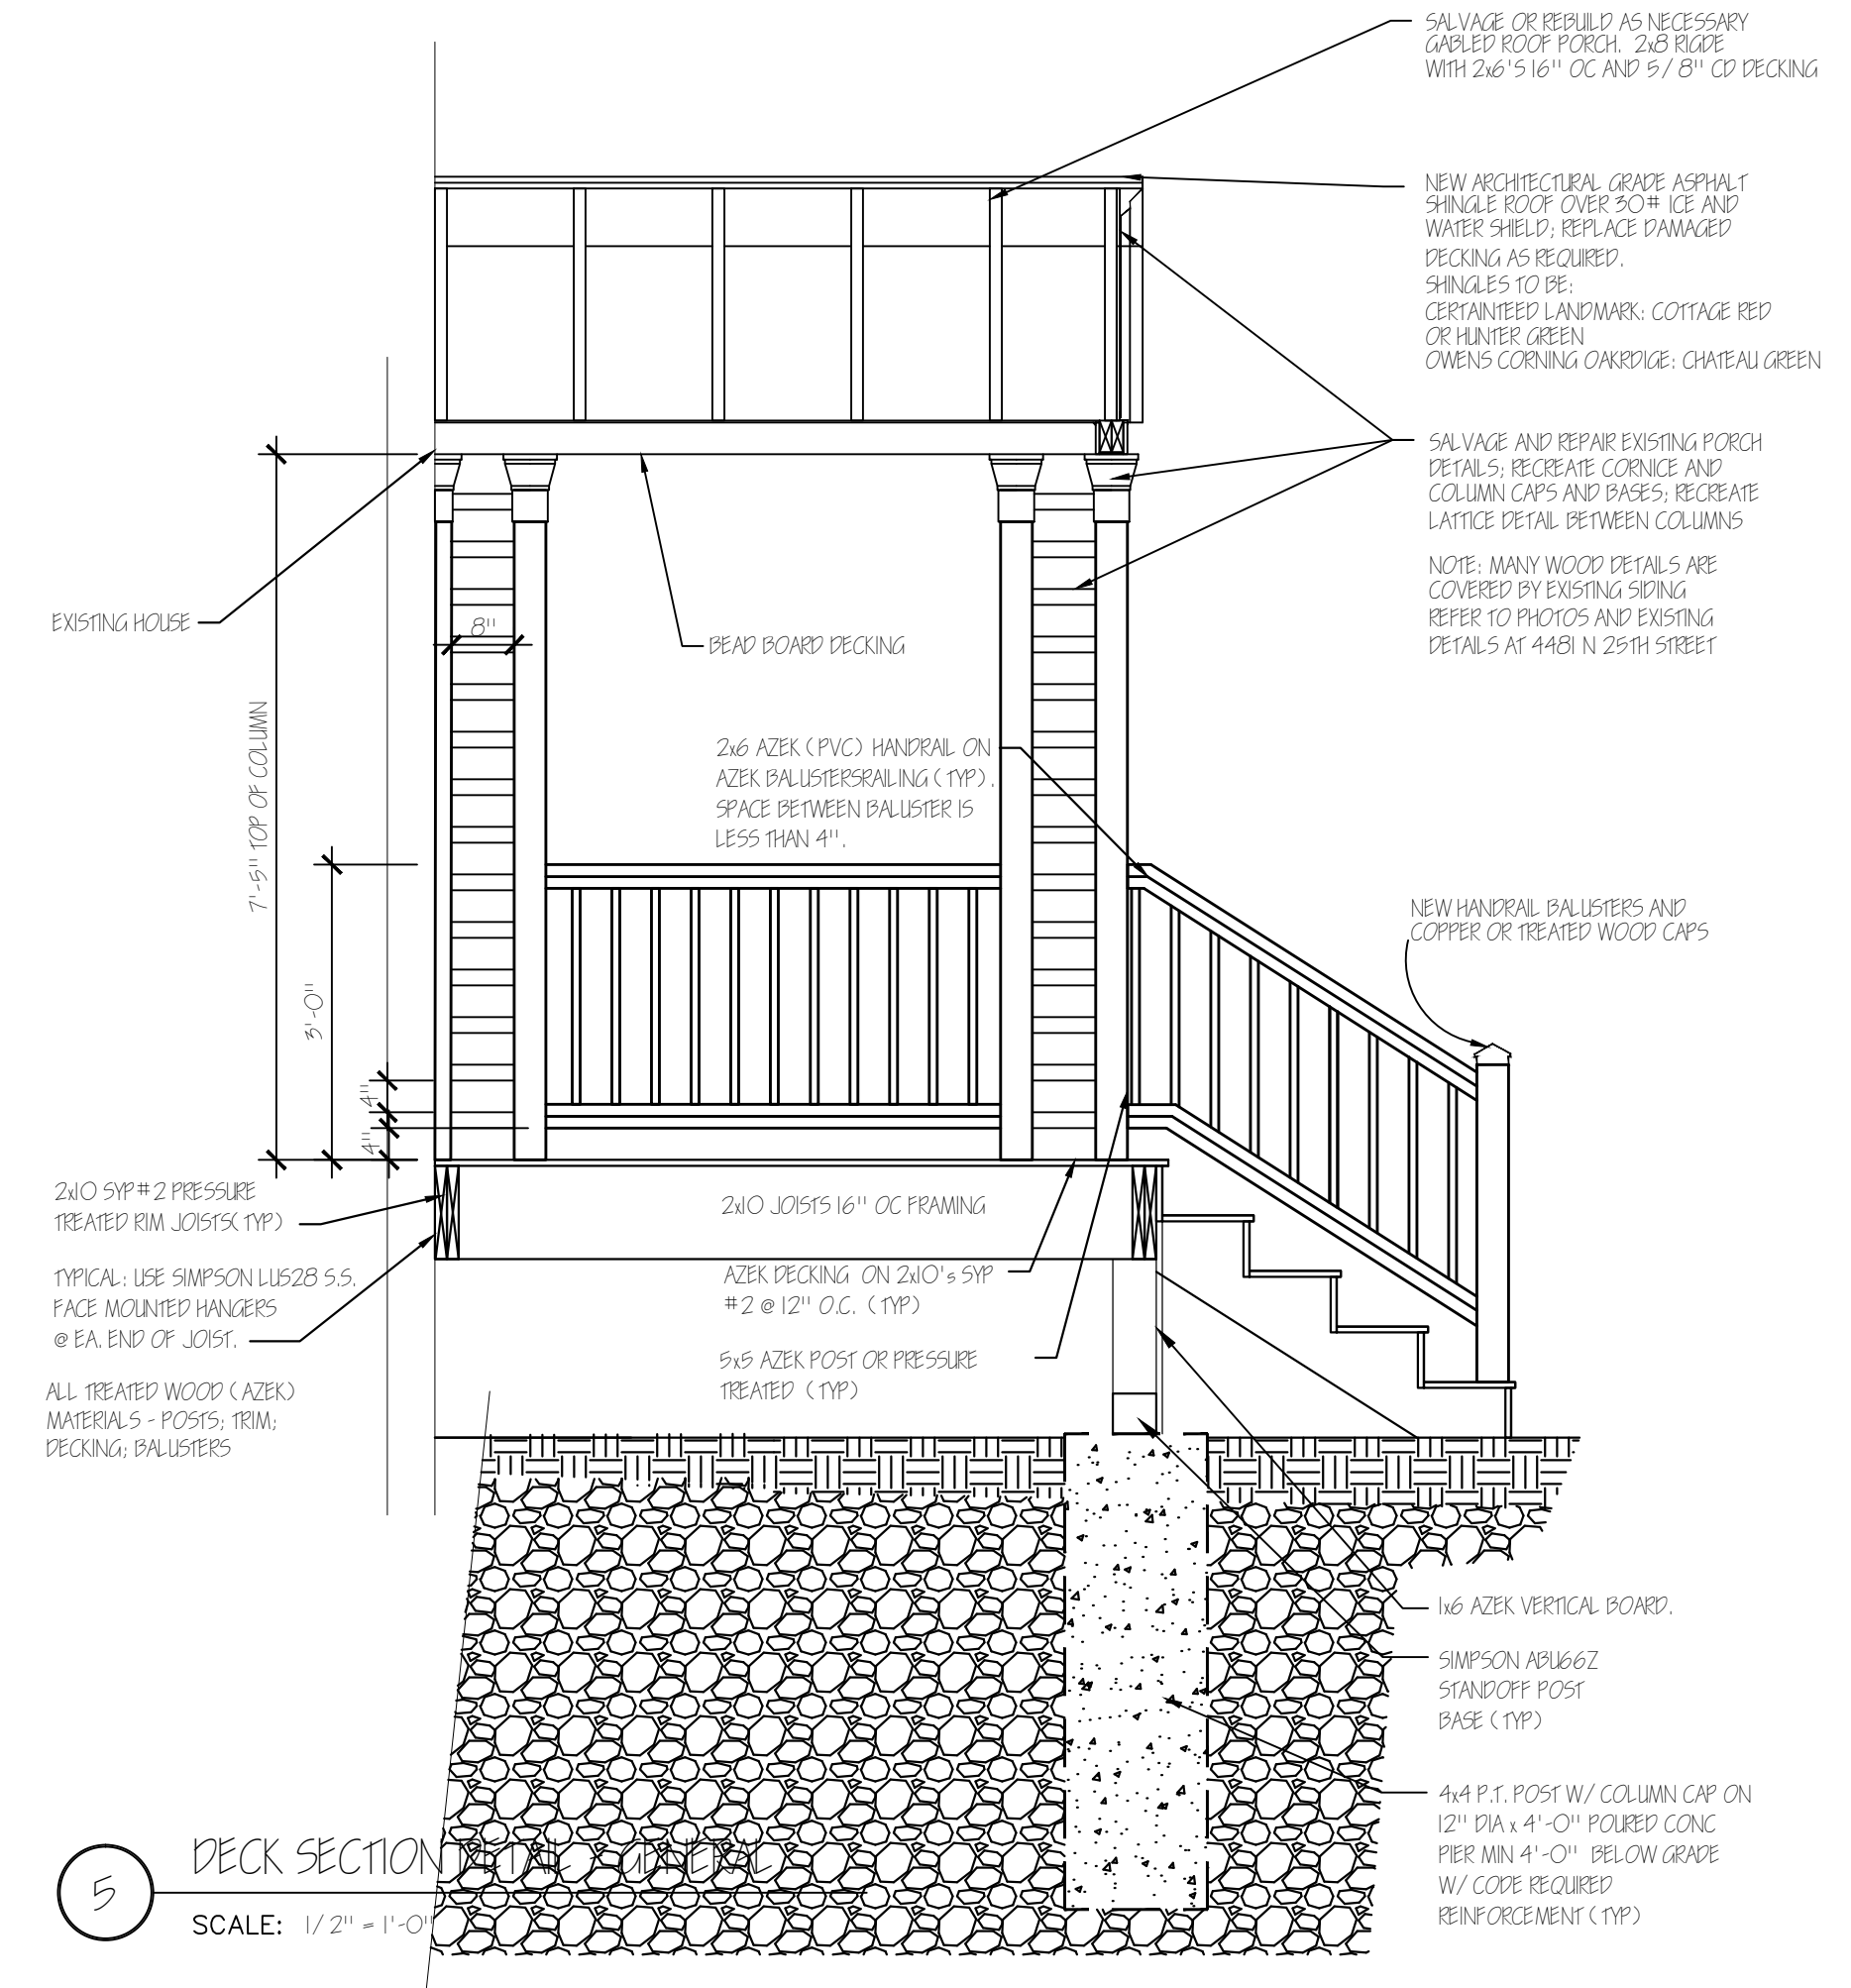 SALVAGE OR REBUILD AS NECESSARY
GABLED ROOF PORCH. 2x8 RIGDE
WITH 2x6'S 16" OC AND 5/8" CD DECKING
NEW ARCHITECTURAL GRADE ASPHALT
SHINGLE ROOF OVER 30# ICE AND
WATER SHIELD; REPLACE DAMAGED
DECKING AS REQUIRED.
SHINGLES TO BE:
CERTAINTEED LANDMARK: COTTAGE RED
OR HUNTER GREEN
OWENS CORNING OAKRDIGE: CHATEAU GREEN
SALVAGE AND REPAIR EXISTING PORCH
DETAILS; RECREATE CORNICE AND
COLUMN CAPS AND BASES; RECREATE
LATTICE DETAIL BETWEEN COLUMNS
NOTE: MANY WOOD DETAILS ARE
COVERED BY EXISTING SIDING
REFER TO PHOTOS AND EXISTING
DETAILS AT 4481 N 25TH STREET
EXISTING HOUSE
8"
BEAD BOARD DECKING
7'-5" TOP OF COLUMN
2x6 AZEK (PVC) HANDRAIL ON
AZEK BALUSTERSRAILING (TYP).
SPACE BETWEEN BALUSTER IS
LESS THAN 4".
NEW HANDRAIL BALUSTERS AND
COPPER OR TREATED WOOD CAPS
3'-0"
4"
4"
2x10 SYP#2 PRESSURE
TREATED RIM JOISTS(TYP)
2x10 JOISTS 16" OC FRAMING
TYPICAL: USE SIMPSON LUS28 S.S.
FACE MOUNTED HANGERS
@ EA. END OF JOIST.
AZEK DECKING ON 2x10's SYP
#2 @ 12" O.C. (TYP)
5x5 AZEK POST OR PRESSURE
TREATED (TYP)
ALL TREATED WOOD (AZEK)
MATERIALS - POSTS; TRIM;
DECKING; BALUSTERS
1x6 AZEK VERTICAL BOARD.
SIMPSON ABU66Z
STANDOFF POST
BASE (TYP)
4x4 P.T. POST W/ COLUMN CAP ON
12" DIA x 4'-0" POURED CONC
PIER MIN 4'-0" BELOW GRADE
W/ CODE REQUIRED
REINFORCEMENT (TYP)
5
DECK SECTION DETAIL - GENERAL
SCALE: 1/2" = 1'-0"